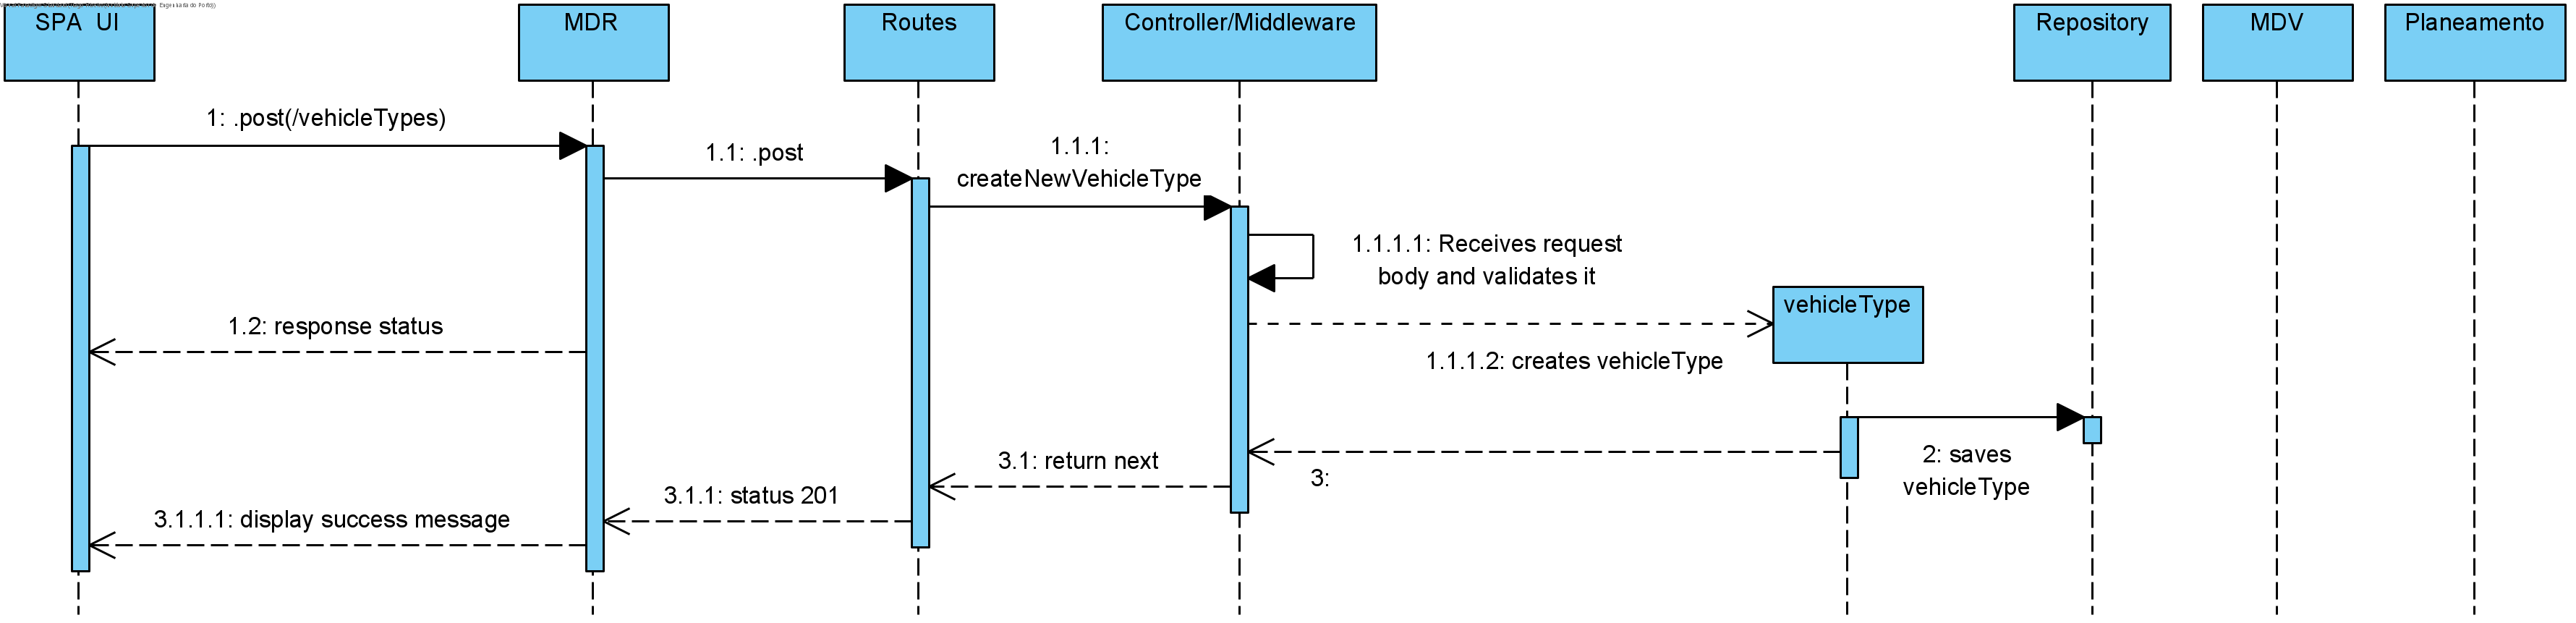 SPA UI
MDR
Routes
Controller/Middleware
Repository
MDV
Planeamento
1: .post(/vehicleTypes)
1.1: .post
1.1.1:
createNewVehicleType
1.1.1.1: Receives request
body and validates it
vehicleType
1.2: response status
1.1.1.2: creates vehicleType
2: saves
vehicleType
3:
3.1: return next
3.1.1: status 201
3.1.1.1: display success message